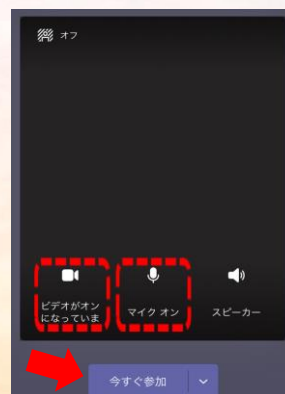 オフ
ビデオがオン
になっていま
マイク オン
スピーカー
今すぐ参加